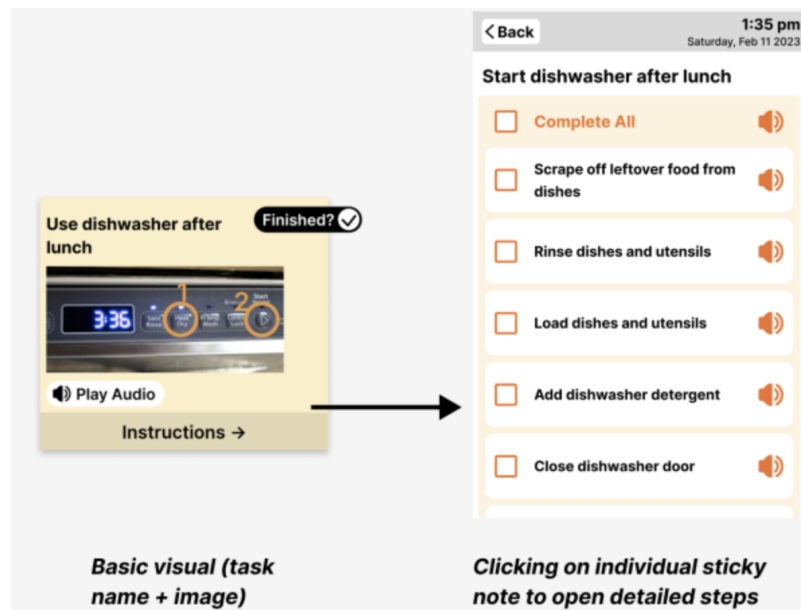 Use dishwasher after
lunch
Finished?
1
2
3:36
Heat
Dry
Start
Play Audio
Instructions →
Basic visual (task
name + image)
< Back
1:35 pm
Saturday, Feb 11 2023
Start dishwasher after lunch
Complete All
Scrape off leftover food from
dishes
Rinse dishes and utensils
Load dishes and utensils
Add dishwasher detergent
Close dishwasher door
Clicking on individual sticky
note to open detailed steps